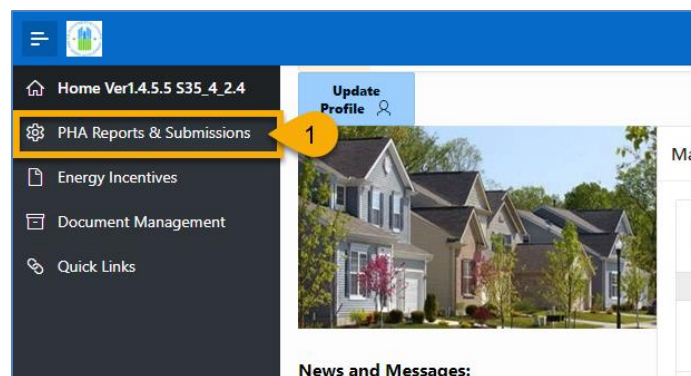 Home Ver1.4.5.5 S35_4_2.4
PHA Reports & Submissions
1
Energy Incentives
Document Management
Quick Links
Update
Profile
Ma
News and Messages: